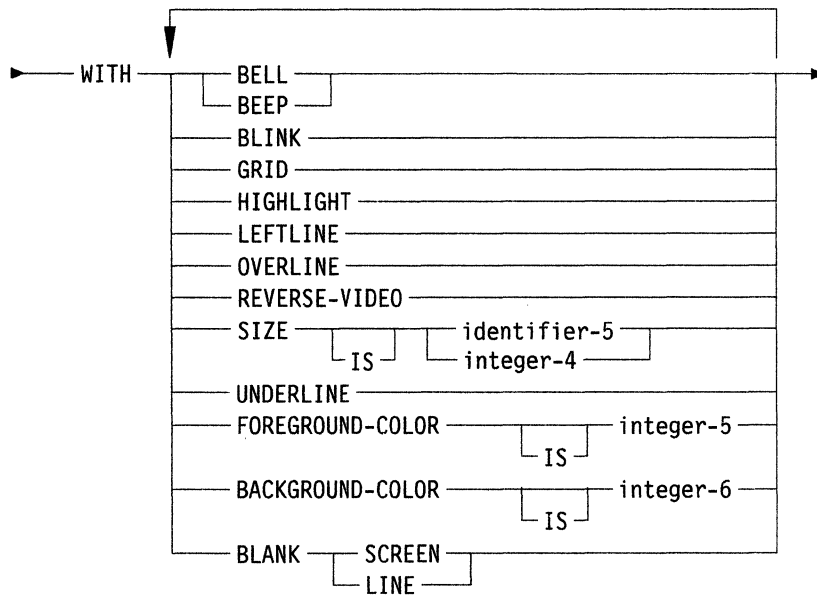 WITH BELL
BEEP
BLINK
GRID
HIGHLIGHT
LEFTLINE
OVERLINE
REVERSE-VIDEO
SIZE identifier-5
IS integer-4
UNDERLINE
FOREGROUND-COLOR integer-5
IS
BACKGROUND-COLOR integer-6
IS
BLANK SCREEN
LINE